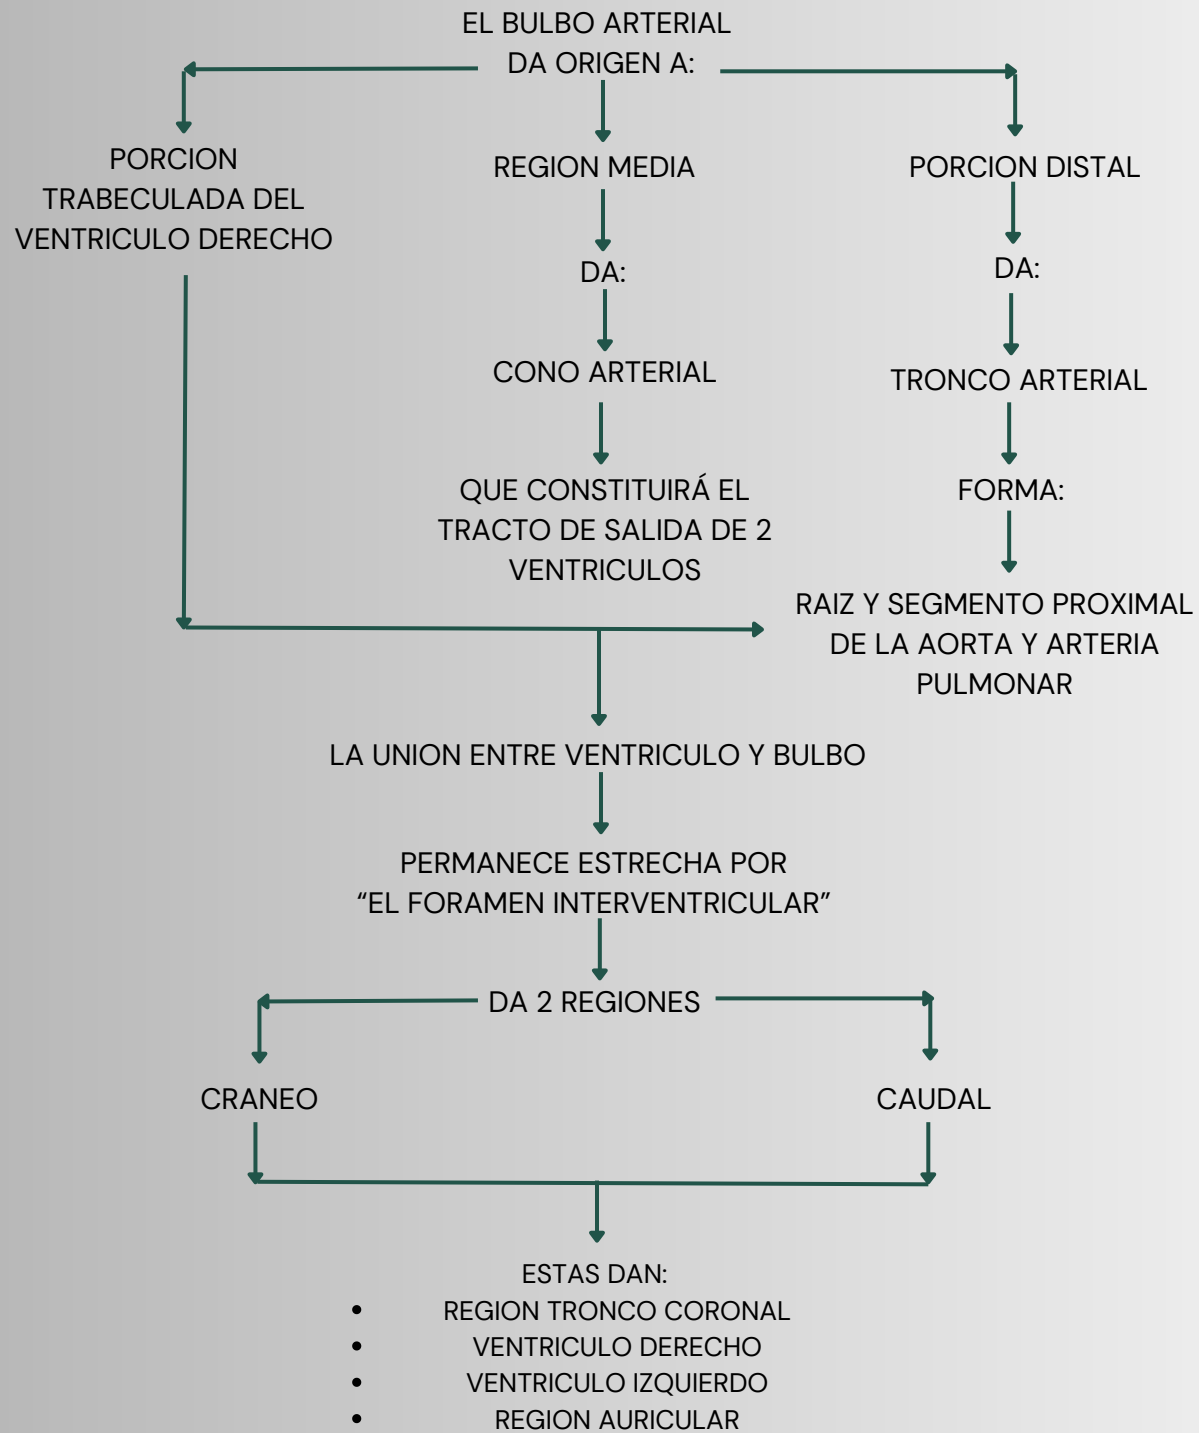 EL BULBO ARTERIAL
DA ORIGEN A:
PORCION
TRABECULADA DEL
VENTRICULO DERECHO
REGION MEDIA
DA:
CONO ARTERIAL
QUE CONSTITUIRÁ EL
TRACTO DE SALIDA DE 2
VENTRICULOS
PORCION DISTAL
DA:
TRONCO ARTERIAL
FORMA:
RAIZ Y SEGMENTO PROXIMAL
DE LA AORTA Y ARTERIA
PULMONAR
LA UNION ENTRE VENTRICULO Y BULBO
PERMANECE ESTRECHA POR
“EL FORAMEN INTERVENTRICULAR”
DA 2 REGIONES
CRANEO
CAUDAL
ESTAS DAN:
• REGION TRONCO CORONAL
• VENTRICULO DERECHO
• VENTRICULO IZQUIERDO
• REGION AURICULAR